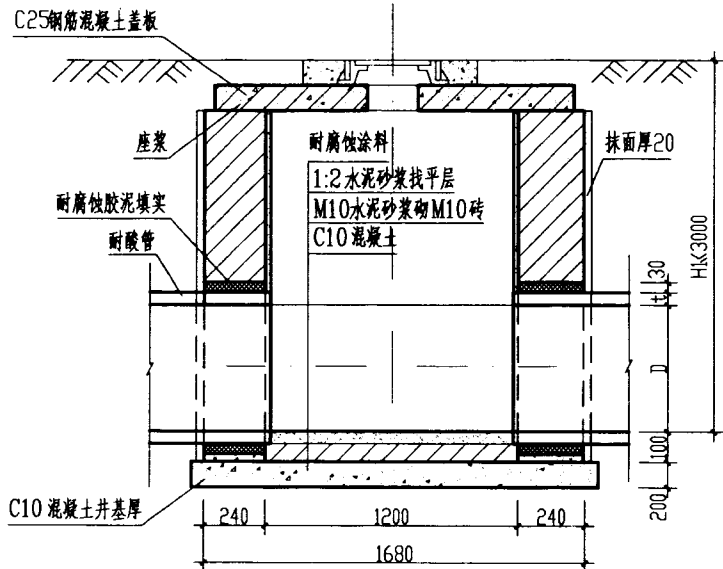 C25钢筋混凝土盖板
座浆
耐腐蚀涂料
1:2水泥砂浆找平层
M10水泥砂浆砌M10砖
C10混凝土
抹面厚20
耐腐蚀胶泥填实
耐酸管
H1≤3000
30
t
D
100
200
C10混凝土井基厚
240
1200
240
1680